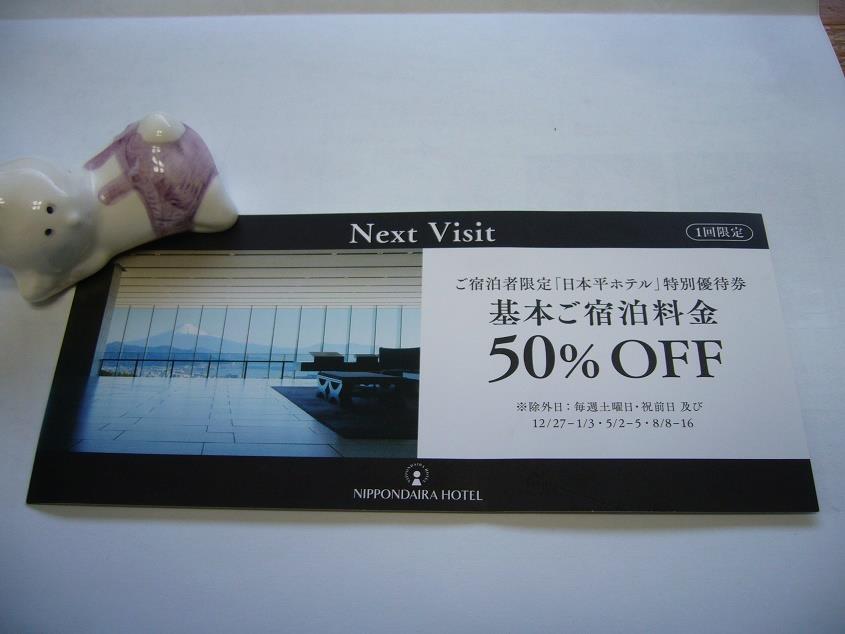 Next Visit
1回限定
ご宿泊者限定「日本平ホテル」特別優待券
基本ご宿泊料金
50% OFF
※除外日：毎週土曜日・祝前日 及び
12/27−1/3・5/2−5・8/8−16
NIPPONDAIRA HOTEL
NIPPONDAIRA HOTEL